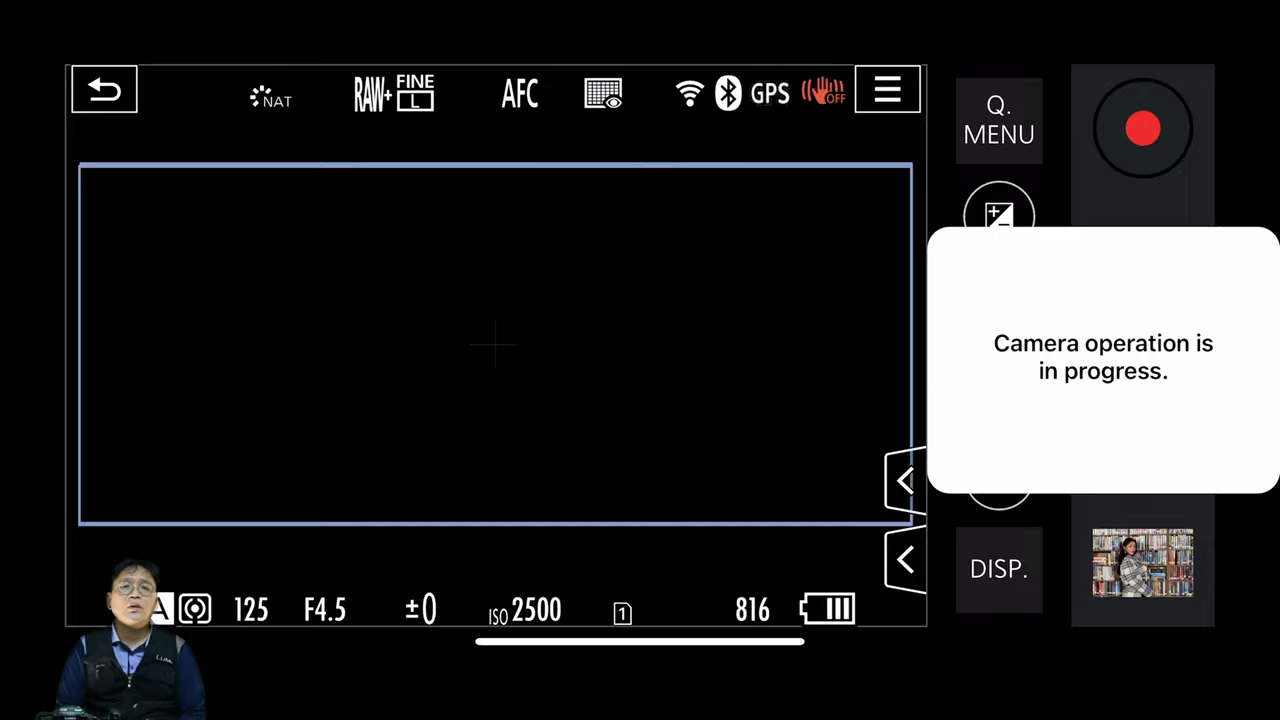 NAT
RAW+
FINE
L
AFC
GPS
OFF
Q.
MENU
Camera operation is
in progress.
DISP.
A
125
F4.5
±0
ISO 2500
1
816
LUMIX